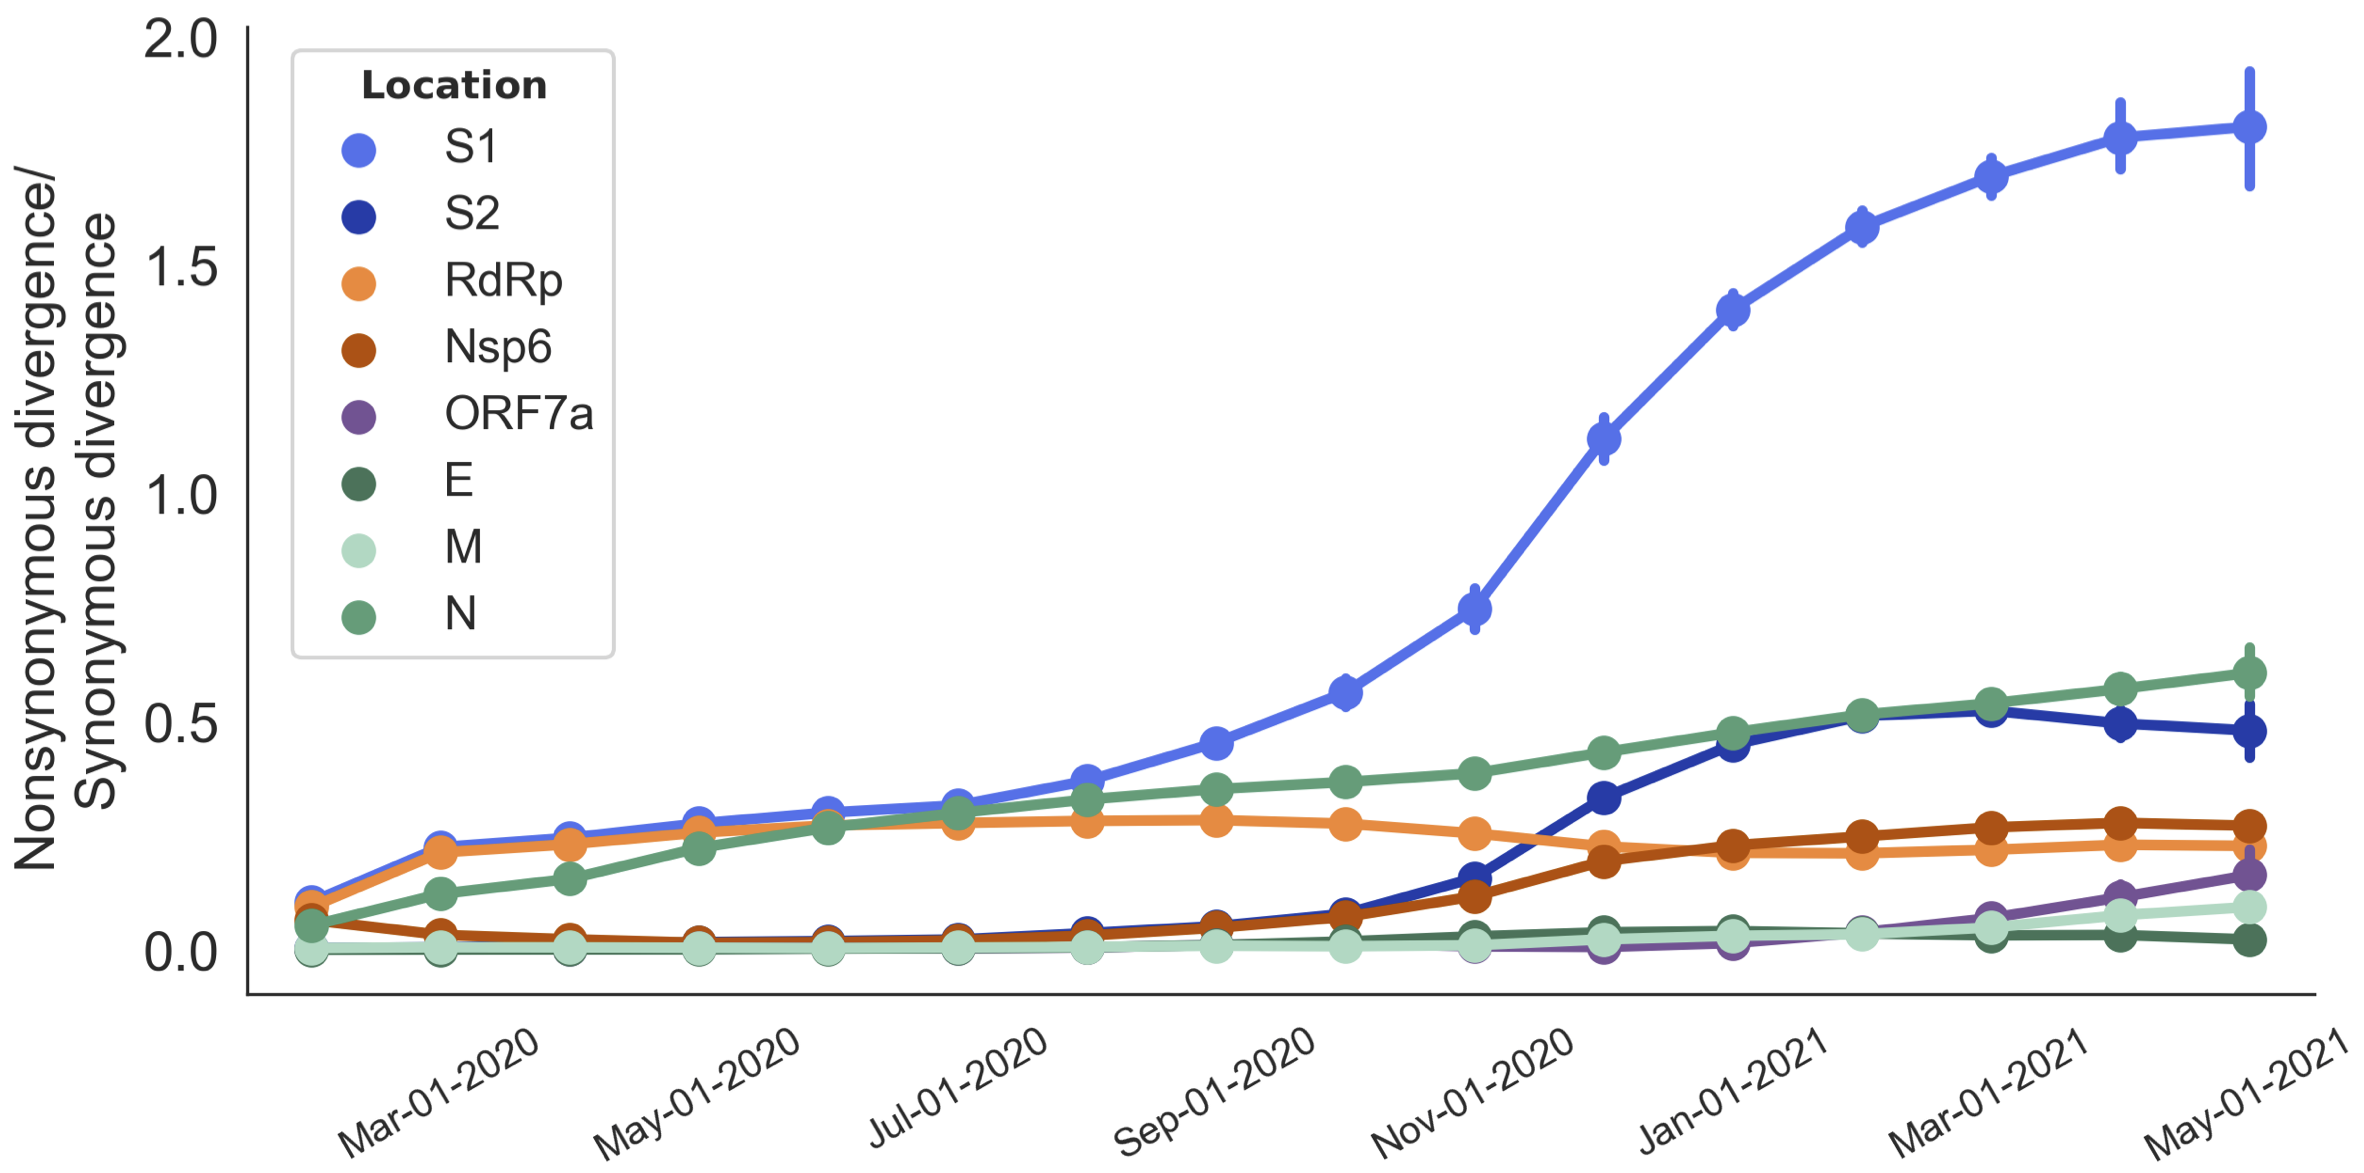 Nonsynonymous divergence/
Synonymous divergence
2.0
1.5
1.0
0.5
0.0
Location
S1
S2
RdRp
Nsp6
ORF7a
E
M
N
Mar-01-2020
May-01-2020
Jul-01-2020
Sep-01-2020
Nov-01-2020
Jan-01-2021
Mar-01-2021
May-01-2021